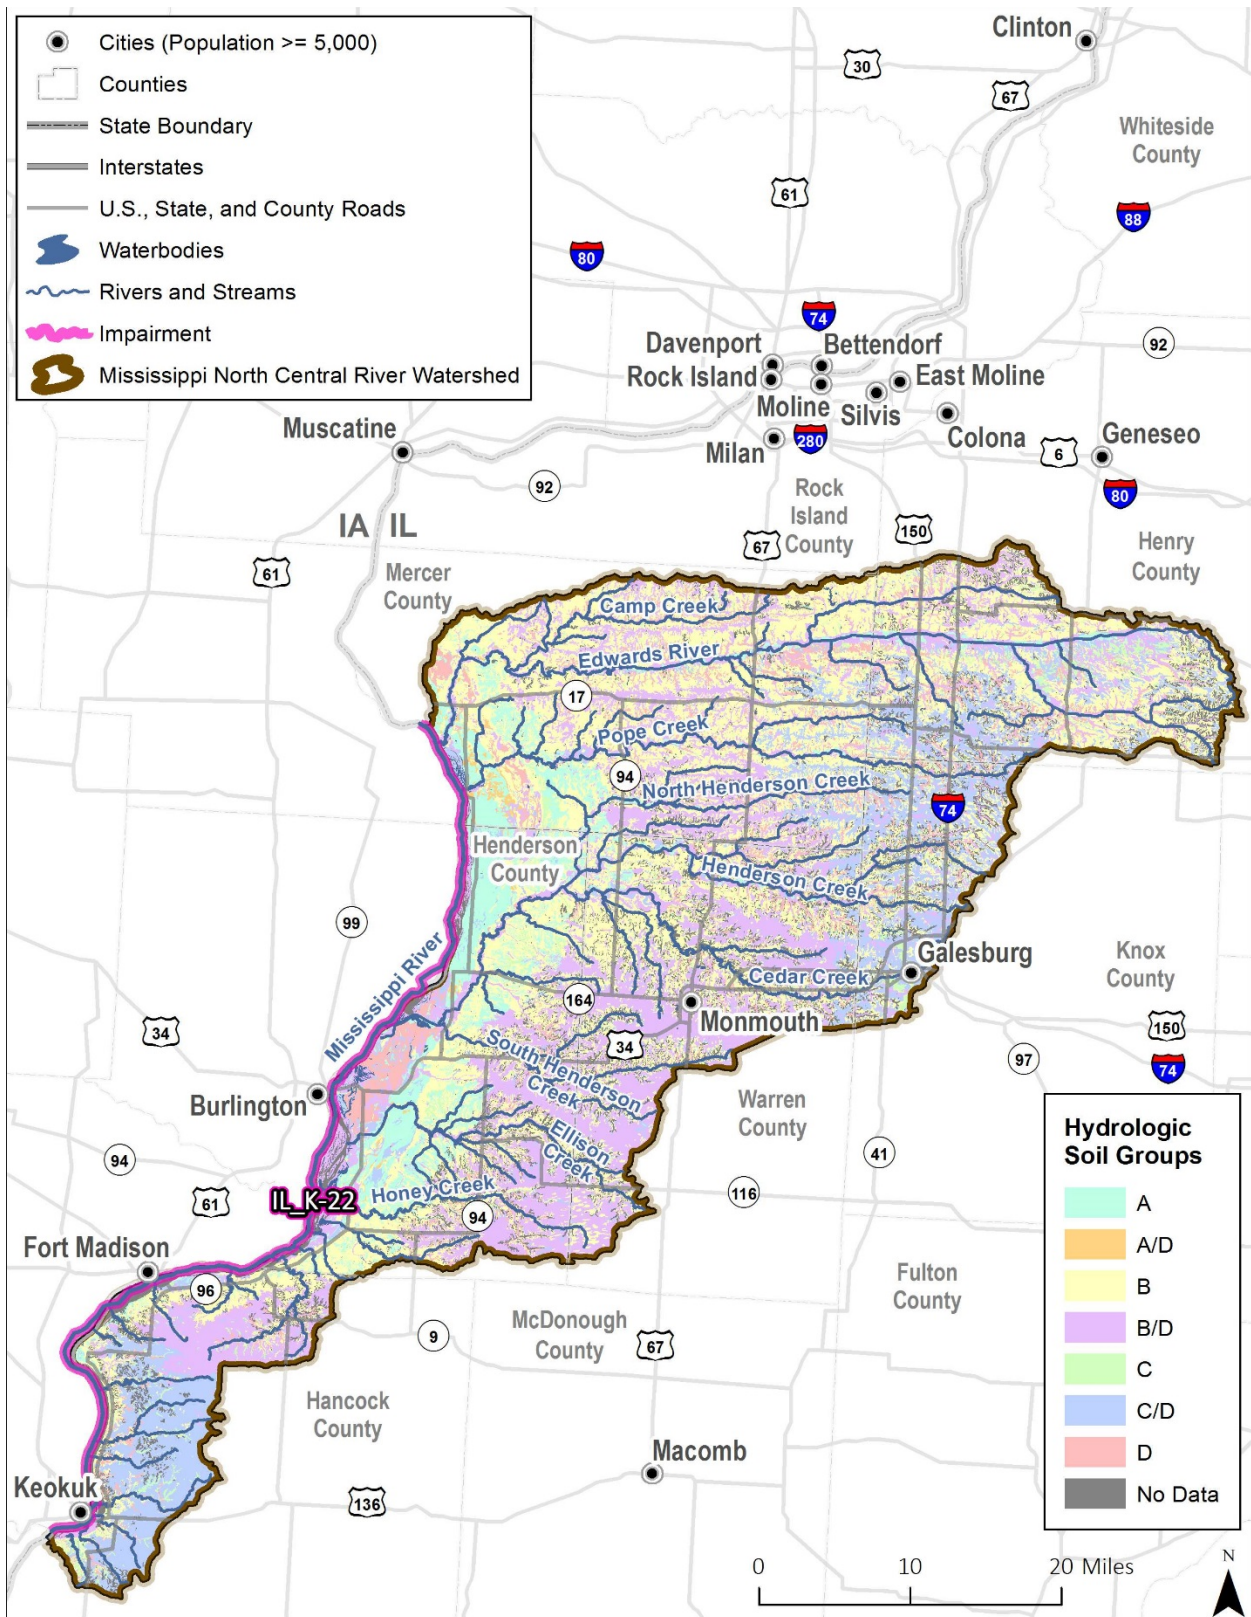 Cities (Population >= 5,000)
Counties
State Boundary
Interstates
U.S., State, and County Roads
Waterbodies
Rivers and Streams
Impairment
Mississippi North Central River Watershed
Clinton
30
67
Whiteside
County
61
88
80
74
92
Davenport
Bettendorf
Rock Island
East Moline
Moline
Silvis
Muscatine
Colona
Geneseo
Milan
280
6
92
80
Rock
Island
County
IA IL
150
67
Henry
County
61
Mercer
County
Camp Creek
Edwards River
17
Pope Creek
94
North Henderson Creek
74
Henderson
County
Henderson Creek
99
Mississippi River
Galesburg
Knox
County
Cedar Creek
164
Monmouth
34
34
150
97
74
South Henderson
Creek
Burlington
Warren
County
Ellison
Creek
94
41
Honey Creek
116
IL_K-22
61
94
Fort Madison
96
Fulton
County
McDonough
County
9
67
Hancock
County
Macomb
Keokuk
136
Hydrologic
Soil Groups
A
A/D
B
B/D
C
C/D
D
No Data
0 10 20 Miles
N